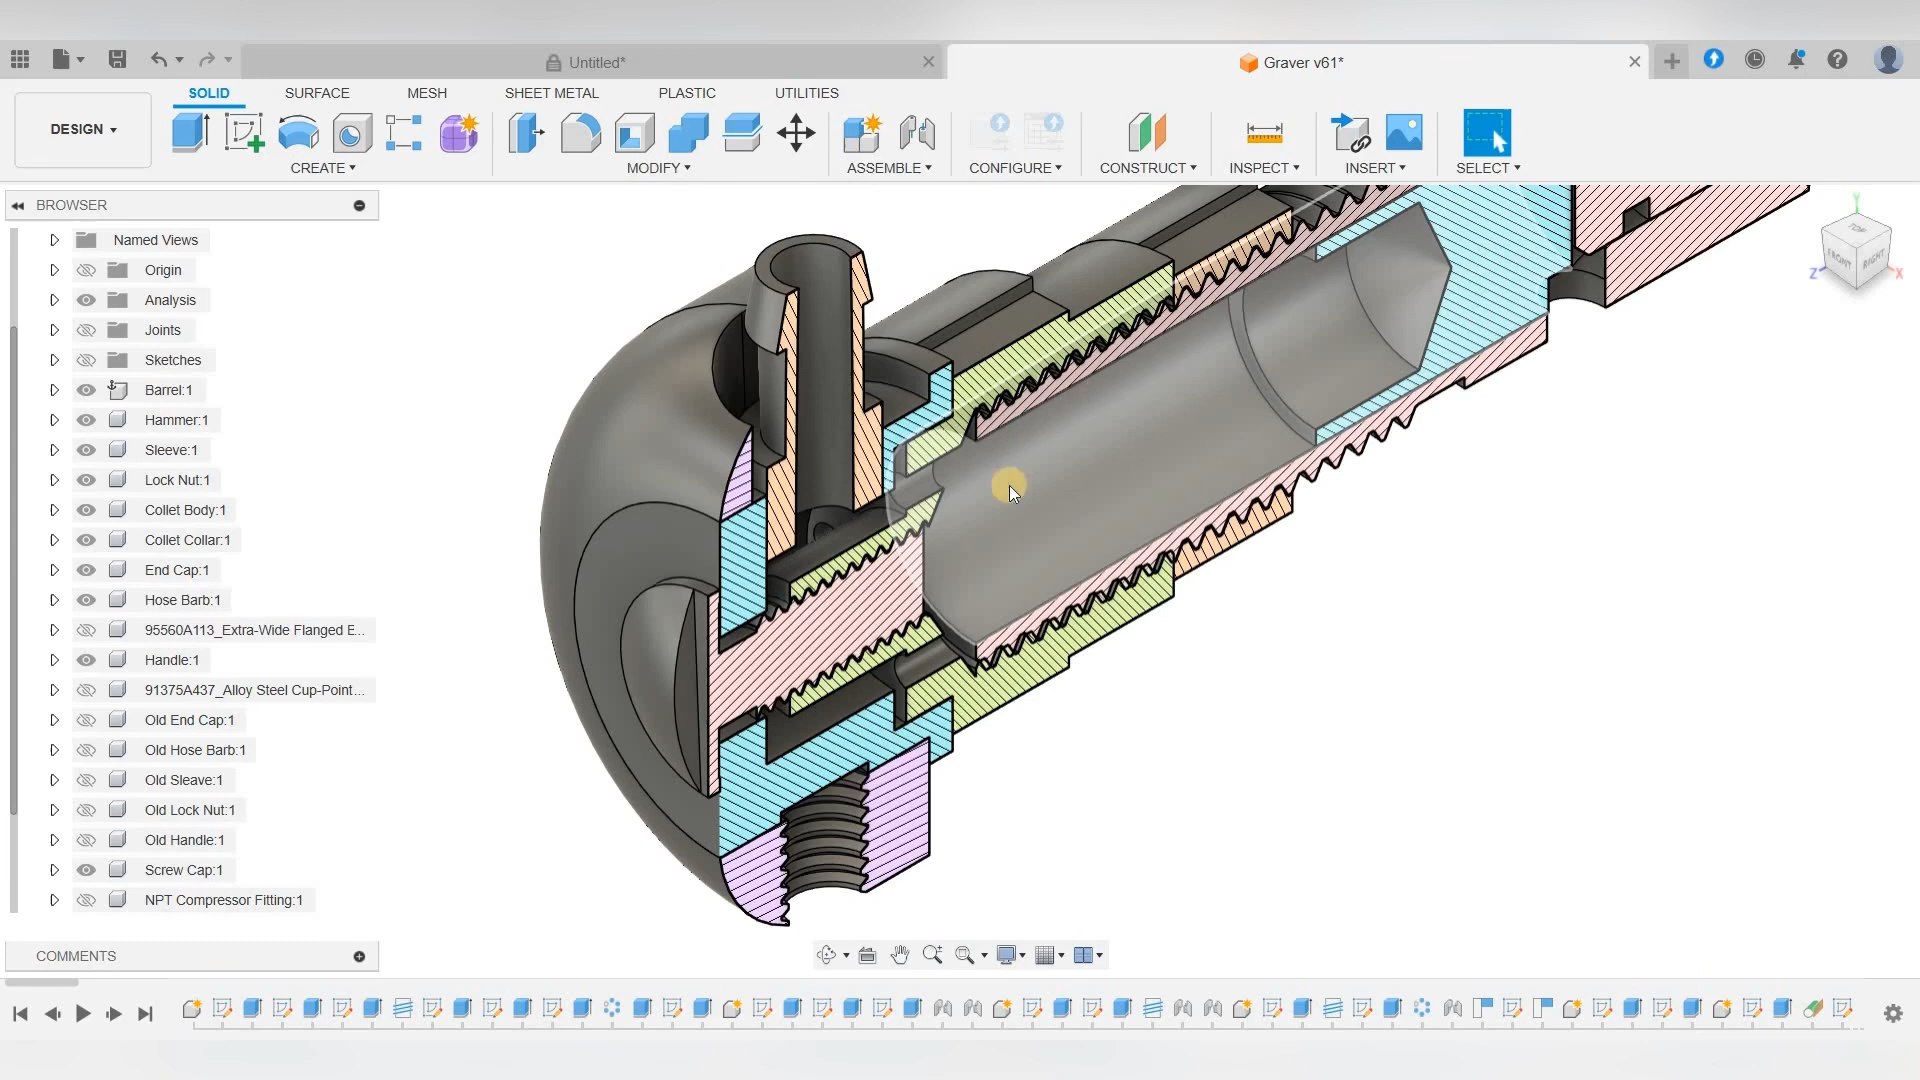 Untitled*
Graver v61*
SOLID SURFACE MESH SHEET METAL PLASTIC UTILITIES
DESIGN
CREATE MODIFY ASSEMBLE CONFIGURE CONSTRUCT INSPECT INSERT SELECT
BROWSER
Named Views
Origin
Analysis
Joints
Sketches
Barrel:1
Hammer:1
Sleeve:1
Lock Nut:1
Collet Body:1
Collet Collar:1
End Cap:1
Hose Barb:1
95560A113_Extra-Wide Flanged E...
Handle:1
91375A437_Alloy Steel Cup-Point...
Old End Cap:1
Old Hose Barb:1
Old Sleave:1
Old Lock Nut:1
Old Handle:1
Screw Cap:1
NPT Compressor Fitting:1
COMMENTS
Y
TOP
FRONT RIGHT
Z X